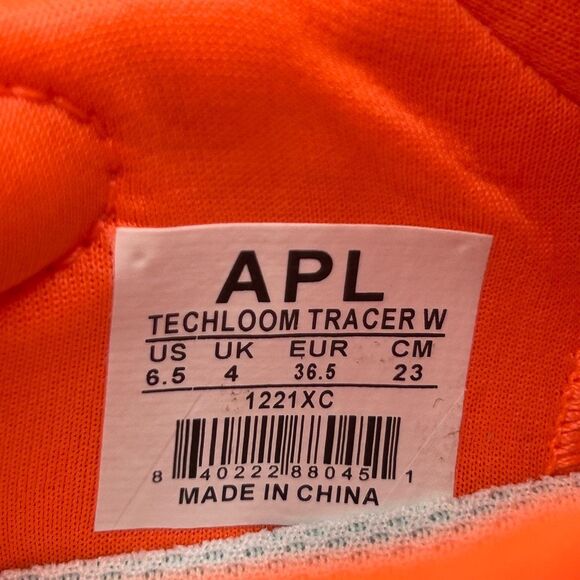 APL
TECHLOOM TRACER W
US UK EUR CM
6.5 4 36.5 23
1221XC
8 40222 88045 1
MADE IN CHINA